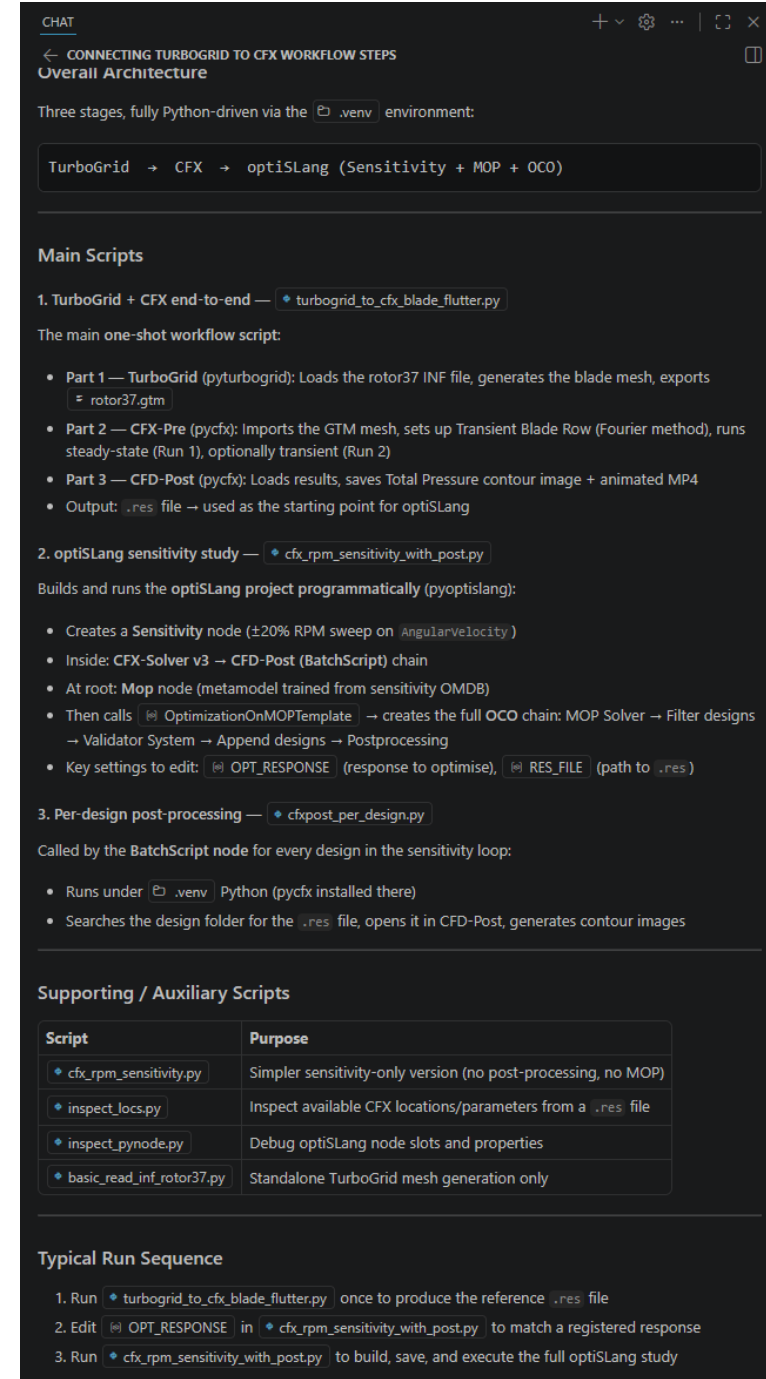 CHAT
CONNECTING TURBOGRID TO CFX WORKFLOW STEPS
Overall Architecture
Three stages, fully Python-driven via the .venv environment:
TurboGrid → CFX → optiSLang (Sensitivity + MOP + OCO)
Main Scripts
1. TurboGrid + CFX end-to-end — turbogrid_to_cfx_blade_flutter.py
The main one-shot workflow script:
• Part 1 — TurboGrid (pyturbogrid): Loads the rotor37 INF file, generates the blade mesh, exports
rotor37.gtm
• Part 2 — CFX-Pre (pycfx): Imports the GTM mesh, sets up Transient Blade Row (Fourier method), runs
steady-state (Run 1), optionally transient (Run 2)
• Part 3 — CFD-Post (pycfx): Loads results, saves Total Pressure contour image + animated MP4
• Output: .res file → used as the starting point for optiSLang
2. optiSLang sensitivity study — cfx_rpm_sensitivity_with_post.py
Builds and runs the optiSLang project programmatically (pyoptislang):
• Creates a Sensitivity node (±20% RPM sweep on AngularVelocity)
• Inside: CFX-Solver v3 → CFD-Post (BatchScript) chain
• At root: Mop node (metamodel trained from sensitivity OMDB)
• Then calls OptimizationOnMOPTemplate → creates the full OCO chain: MOP Solver → Filter designs
→ Validator System → Append designs → Postprocessing
• Key settings to edit: OPT_RESPONSE (response to optimise), RES_FILE (path to .res)
3. Per-design post-processing — cfxpost_per_design.py
Called by the BatchScript node for every design in the sensitivity loop:
• Runs under .venv Python (pycfx installed there)
• Searches the design folder for the .res file, opens it in CFD-Post, generates contour images
Supporting / Auxiliary Scripts
Script Purpose
cfx_rpm_sensitivity.py Simpler sensitivity-only version (no post-processing, no MOP)
inspect_locs.py Inspect available CFX locations/parameters from a .res file
inspect_pynode.py Debug optiSLang node slots and properties
basic_read_inf_rotor37.py Standalone TurboGrid mesh generation only
Typical Run Sequence
1. Run turbogrid_to_cfx_blade_flutter.py once to produce the reference .res file
2. Edit OPT_RESPONSE in cfx_rpm_sensitivity_with_post.py to match a registered response
3. Run cfx_rpm_sensitivity_with_post.py to build, save, and execute the full optiSLang study